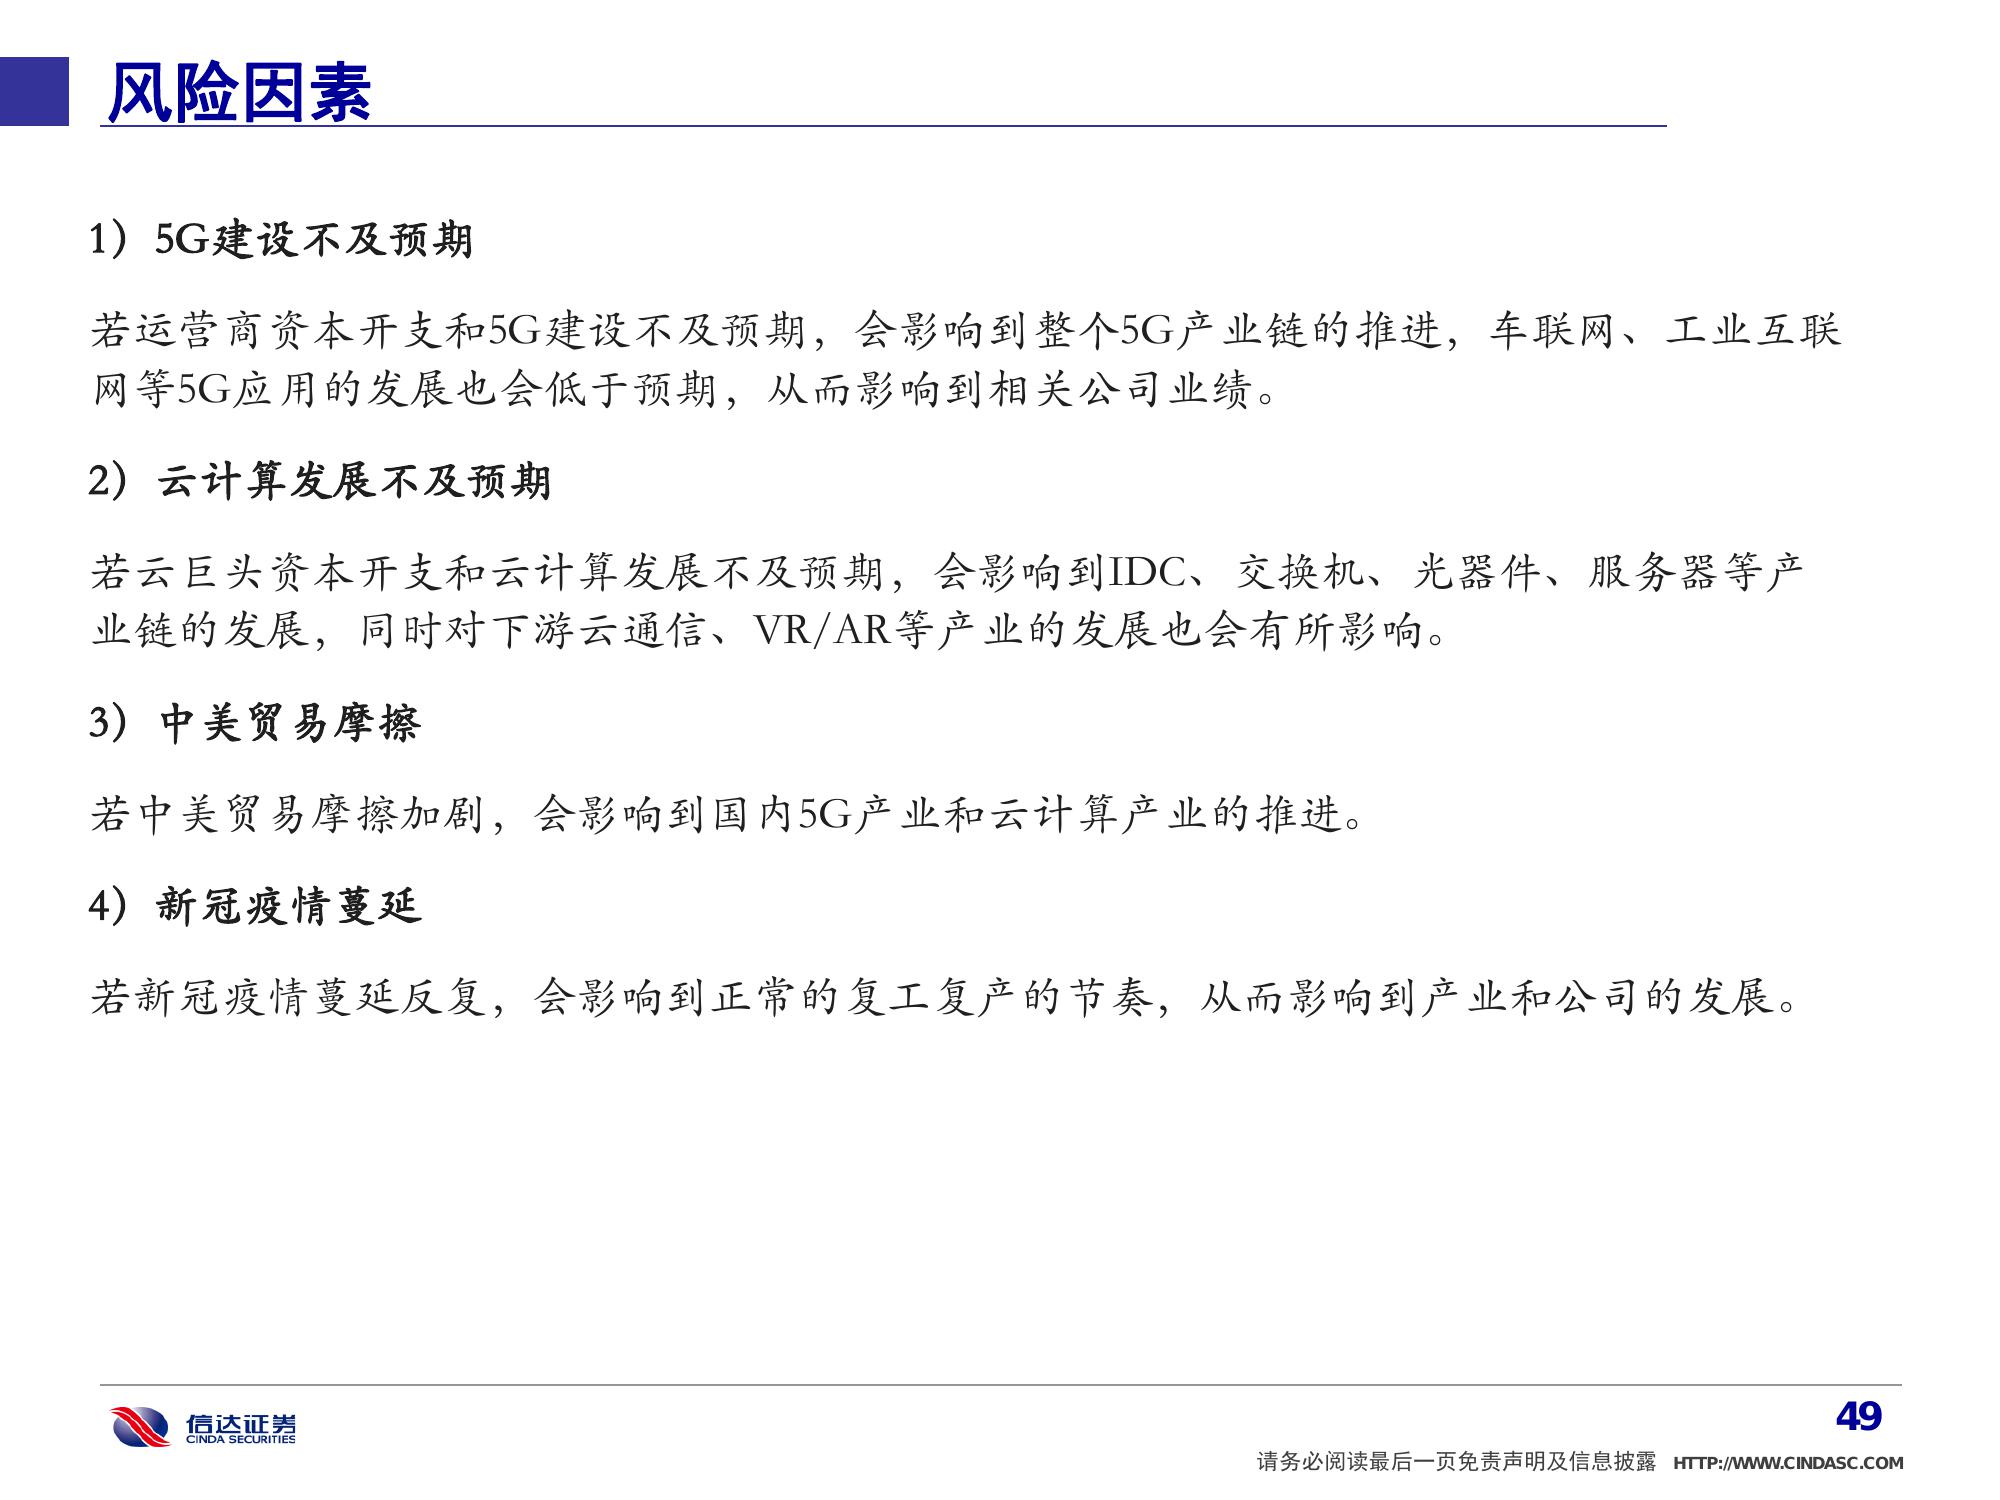 风险因素
1）5G建设不及预期
若运营商资本开支和5G建设不及预期，会影响到整个5G产业链的推进，车联网、工业互联
网等5G应用的发展也会低于预期，从而影响到相关公司业绩。
2）云计算发展不及预期
若云巨头资本开支和云计算发展不及预期，会影响到IDC、交换机、光器件、服务器等产
业链的发展，同时对下游云通信、VR/AR等产业的发展也会有所影响。
3）中美贸易摩擦
若中美贸易摩擦加剧，会影响到国内5G产业和云计算产业的推进。
4）新冠疫情蔓延
若新冠疫情蔓延反复，会影响到正常的复工复产的节奏，从而影响到产业和公司的发展。
信达证券
CINDA SECURITIES
49
请务必阅读最后一页免责声明及信息披露 HTTP://WWW.CINDASC.COM